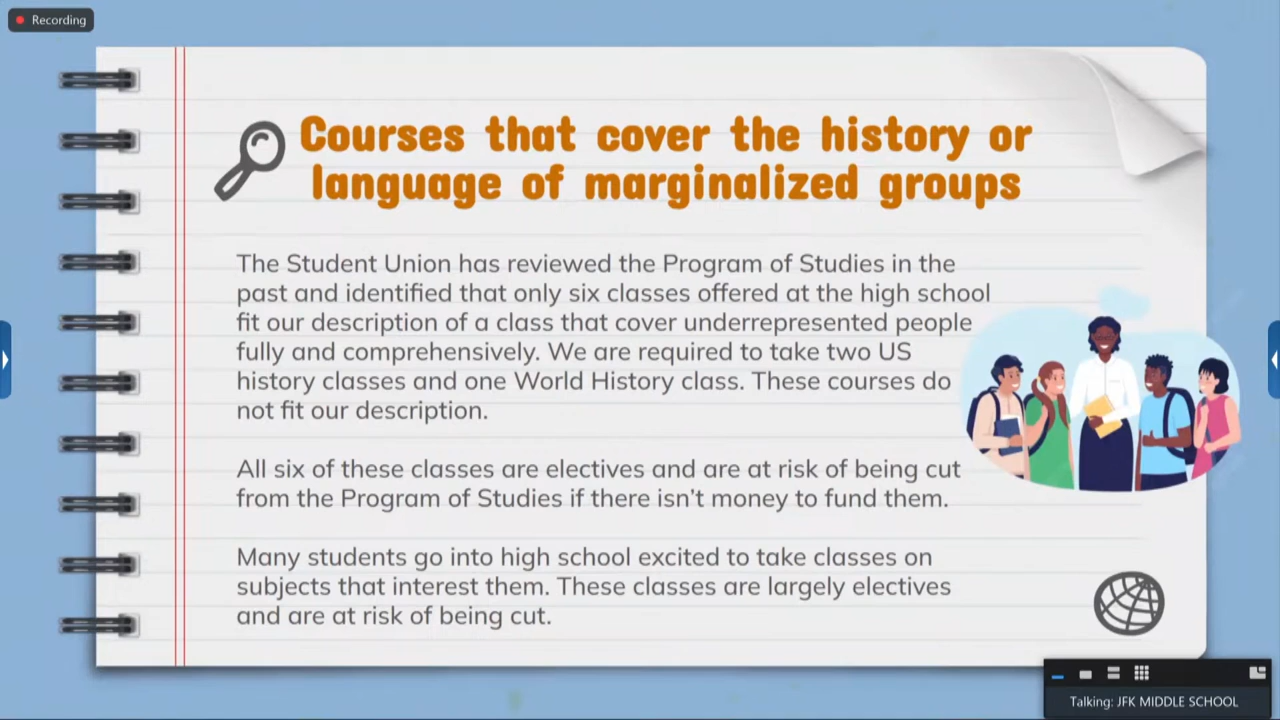 Recording
Courses that cover the history or
language of marginalized groups
The Student Union has reviewed the Program of Studies in the
past and identified that only six classes offered at the high school
fit our description of a class that cover underrepresented people
fully and comprehensively. We are required to take two US
history classes and one World History class. These courses do
not fit our description.
All six of these classes are electives and are at risk of being cut
from the Program of Studies if there isn't money to fund them.
Many students go into high school excited to take classes on
subjects that interest them. These classes are largely electives
and are at risk of being cut.
Talking: JFK MIDDLE SCHOOL